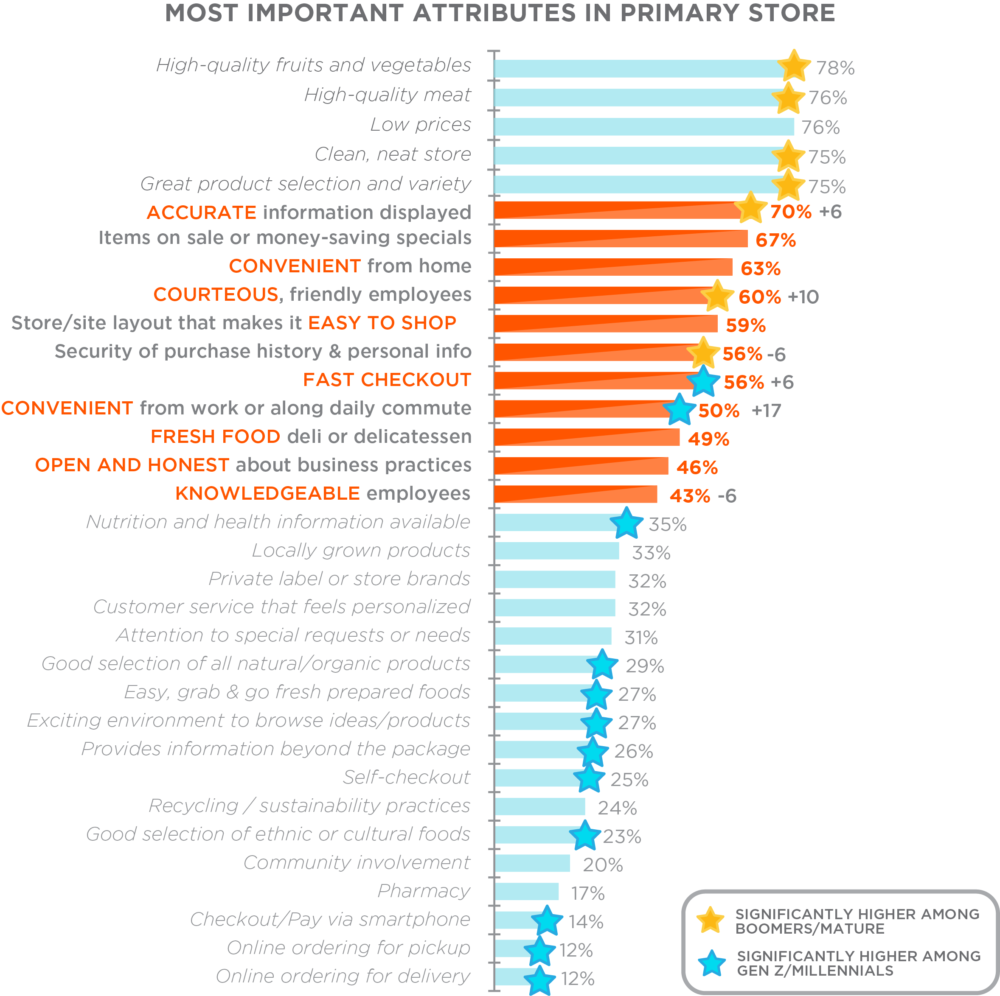 MOST IMPORTANT ATTRIBUTES IN PRIMARY STORE
High-quality fruits and vegetables 78%
High-quality meat 76%
Low prices 76%
Clean, neat store 75%
Great product selection and variety 75%
ACCURATE information displayed 70% +6
Items on sale or money-saving specials 67%
CONVENIENT from home 63%
COURTEOUS, friendly employees 60% +10
Store/site layout that makes it EASY TO SHOP 59%
Security of purchase history & personal info 56% -6
FAST CHECKOUT 56% +6
CONVENIENT from work or along daily commute 50% +17
FRESH FOOD deli or delicatessen 49%
OPEN AND HONEST about business practices 46%
KNOWLEDGEABLE employees 43% -6
Nutrition and health information available 35%
Locally grown products 33%
Private label or store brands 32%
Customer service that feels personalized 32%
Attention to special requests or needs 31%
Good selection of all natural/organic products 29%
Easy, grab & go fresh prepared foods 27%
Exciting environment to browse ideas/products 27%
Provides information beyond the package 26%
Self-checkout 25%
Recycling / sustainability practices 24%
Good selection of ethnic or cultural foods 23%
Community involvement 20%
Pharmacy 17%
Checkout/Pay via smartphone 14%
Online ordering for pickup 12%
Online ordering for delivery 12%
SIGNIFICANTLY HIGHER AMONG
BOOMERS/MATURE
SIGNIFICANTLY HIGHER AMONG
GEN Z/MILLENNIALS